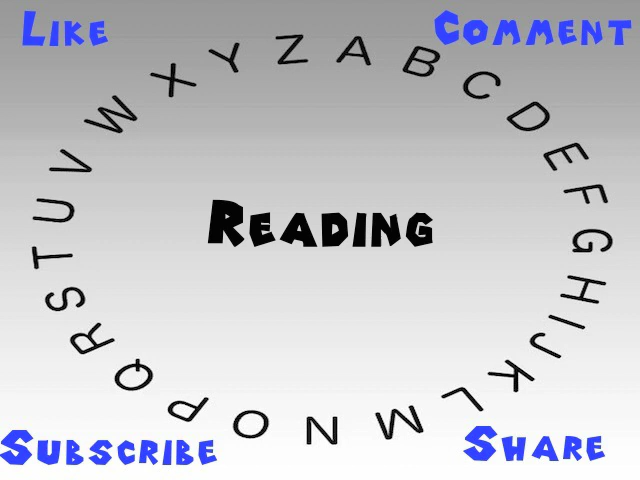 Like
Comment
A B C D E F G H I J K L M N O P Q R S T U V W X Y Z
Reading
Subscribe
Share